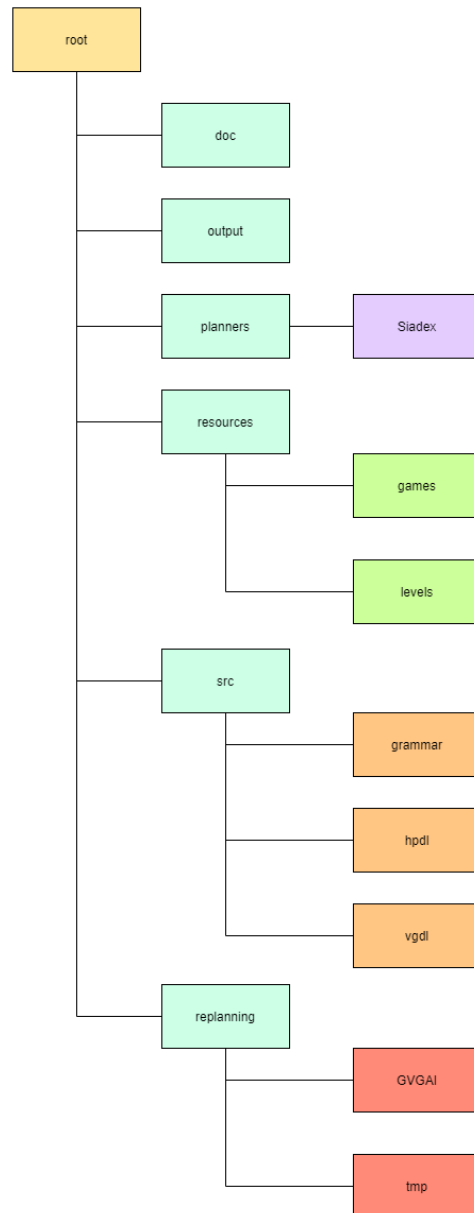 root
doc
output
planners
Siadex
resources
games
levels
src
grammar
hpdl
vgdl
replanning
GVGAI
tmp